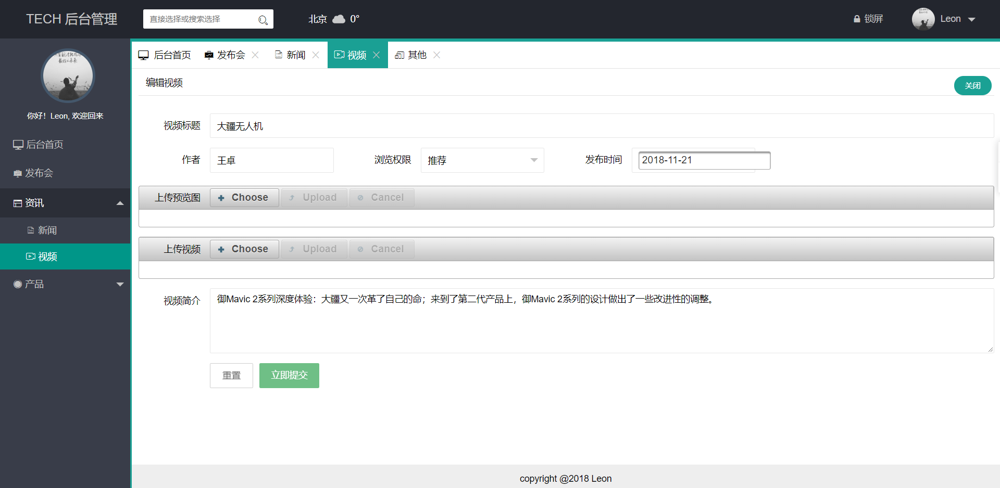 TECH 后台管理
直接选择或搜索选择
北京 0°
锁屏
Leon
你好！Leon, 欢迎回来
后台首页
发布会
资讯
新闻
视频
产品
后台首页 发布会 新闻 视频 其他
编辑视频
关闭
视频标题 大疆无人机
作者 王卓 浏览权限 推荐 发布时间 2018-11-21
上传预览图 Choose Upload Cancel
上传视频 Choose Upload Cancel
视频简介 御Mavic 2系列深度体验：大疆又一次革了自己的命；来到了第二代产品上，御Mavic 2系列的设计做出了一些改进性的调整。
重置 立即提交
copyright @2018 Leon